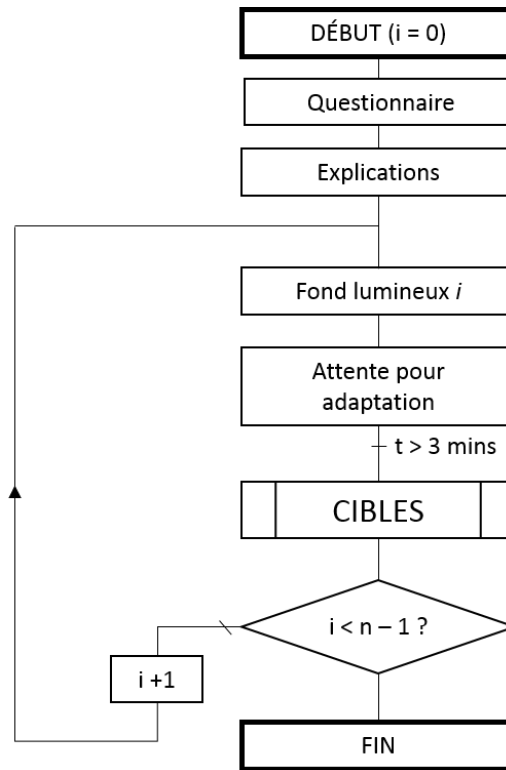 DÉBUT (i = 0)
Questionnaire
Explications
Fond lumineux i
Attente pour
adaptation
t > 3 mins
CIBLES
i < n – 1 ?
i +1
FIN